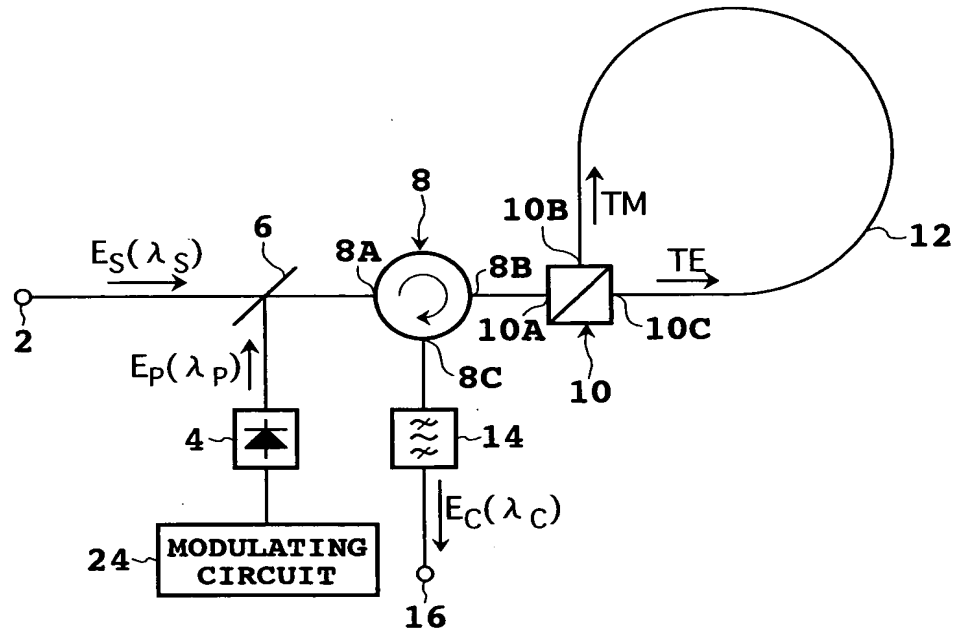 8
6
10B
TM
12
E_S(λ_S)
8A
8B
TE
2
10A
10C
E_P(λ_P)
8C
10
4
14
E_C(λ_C)
24
MODULATING
CIRCUIT
16